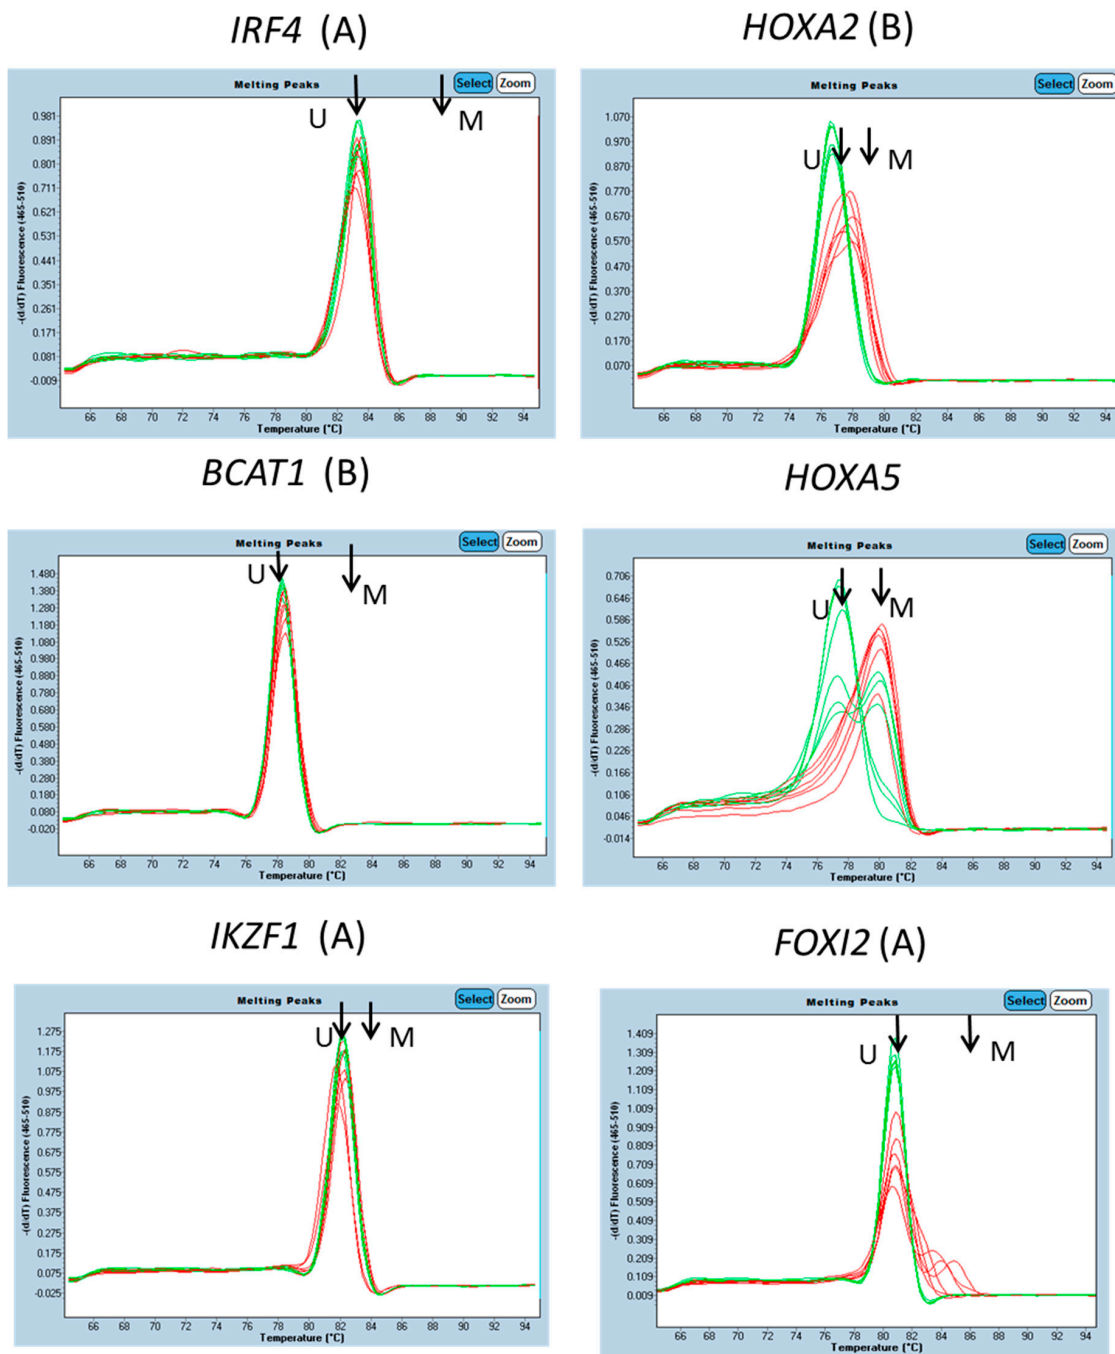 IRF4 (A)
Melting Peaks
Select
Zoom
U
M
0.981
0.891
0.801
0.711
0.621
0.531
0.441
0.351
0.261
0.171
0.081
-0.009
-(d/dT) Fluorescence (465-510)
66 68 70 72 74 76 78 80 82 84 86 88 90 92 94
Temperature (°C)
HOXA2 (B)
Melting Peaks
Select
Zoom
U
M
1.070
0.970
0.870
0.770
0.670
0.570
0.470
0.370
0.270
0.170
0.070
-(d/dT) Fluorescence (465-510)
66 68 70 72 74 76 78 80 82 84 86 88 90 92 94
Temperature (°C)
BCAT1 (B)
Melting Peaks
Select
Zoom
U
M
1.480
1.380
1.280
1.180
1.080
0.980
0.880
0.780
0.680
0.580
0.480
0.380
0.280
0.180
0.080
-0.020
-(d/dT) Fluorescence (465-510)
66 68 70 72 74 76 78 80 82 84 86 88 90 92 94
Temperature (°C)
HOXA5
Melting Peaks
Select
Zoom
U
M
0.706
0.646
0.586
0.526
0.466
0.406
0.346
0.286
0.226
0.166
0.106
0.046
-0.014
-(d/dT) Fluorescence (465-510)
66 68 70 72 74 76 78 80 82 84 86 88 90 92 94
Temperature (°C)
IKZF1 (A)
Melting Peaks
Select
Zoom
U
M
1.275
1.175
1.075
0.975
0.875
0.775
0.675
0.575
0.475
0.375
0.275
0.175
0.075
-0.025
-(d/dT) Fluorescence (465-510)
66 68 70 72 74 76 78 80 82 84 86 88 90 92 94
Temperature (°C)
FOXI2 (A)
Melting Peaks
Select
Zoom
U
M
1.409
1.309
1.209
1.109
1.009
0.909
0.809
0.709
0.609
0.509
0.409
0.309
0.209
0.109
0.009
-(d/dT) Fluorescence (465-510)
66 68 70 72 74 76 78 80 82 84 86 88 90 92 94
Temperature (°C)